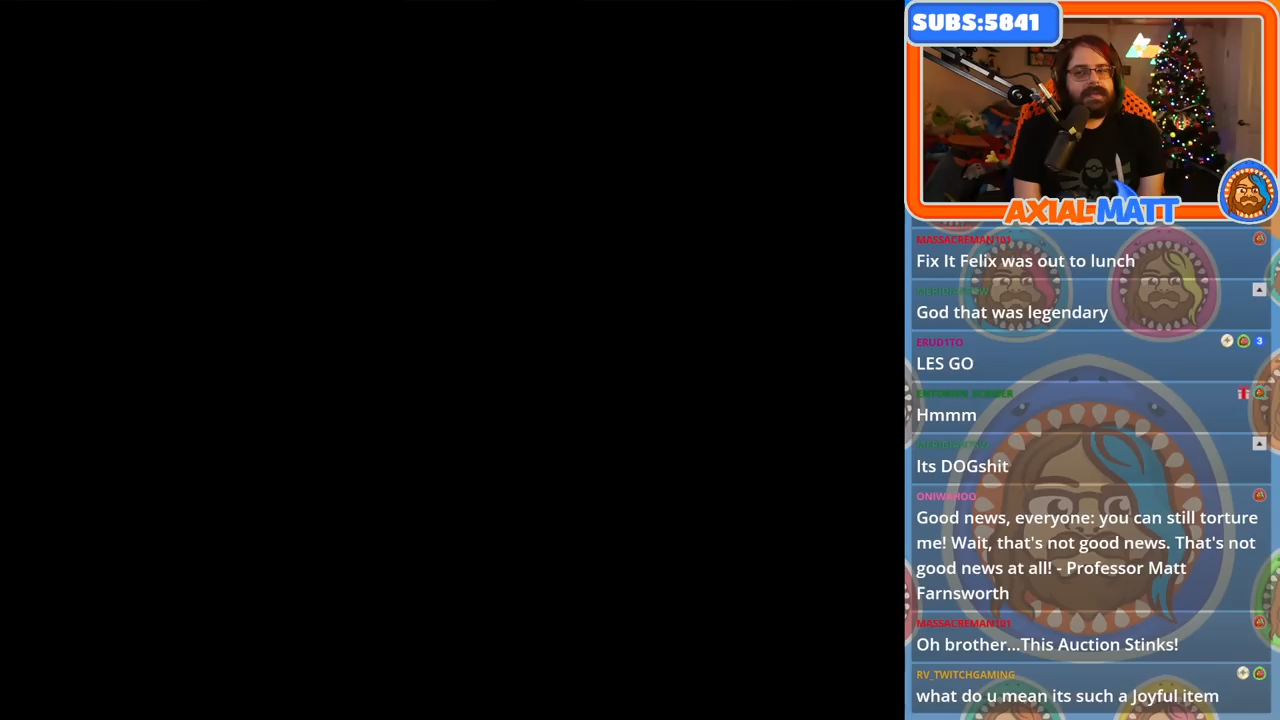 SUBS:5841
AXIAL-MATT
MASSACREMAN101
Fix It Felix was out to lunch
God that was legendary
ERUD1TO
3
LES GO
Hmmm
Its DOGshit
ONIWAHOO
Good news, everyone: you can still torture
me! Wait, that's not good news. That's not
good news at all! - Professor Matt
Farnsworth
MASSACREMAN101
Oh brother...This Auction Stinks!
RV_TWITCHGAMING
what do u mean its such a Joyful item